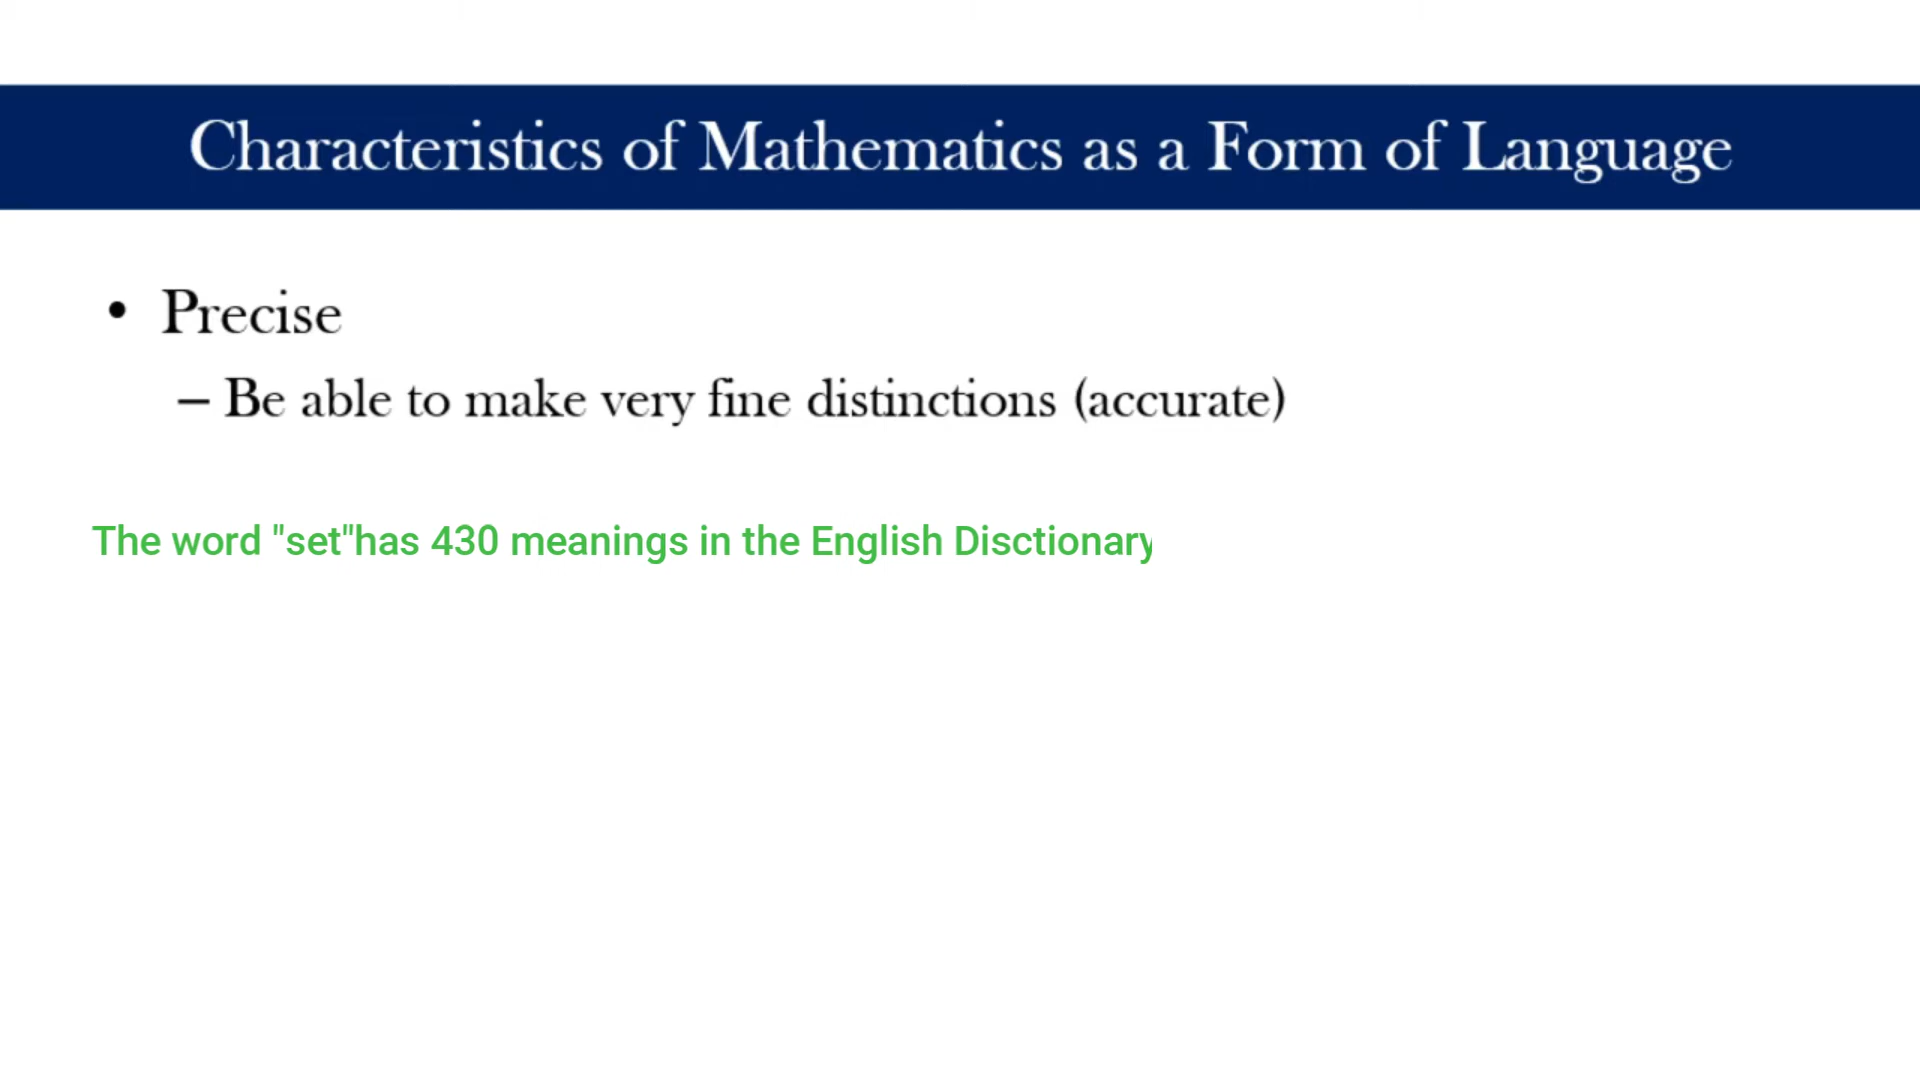 Characteristics of Mathematics as a Form of Language
• Precise
– Be able to make very fine distinctions (accurate)
The word "set"has 430 meanings in the English Disctionary